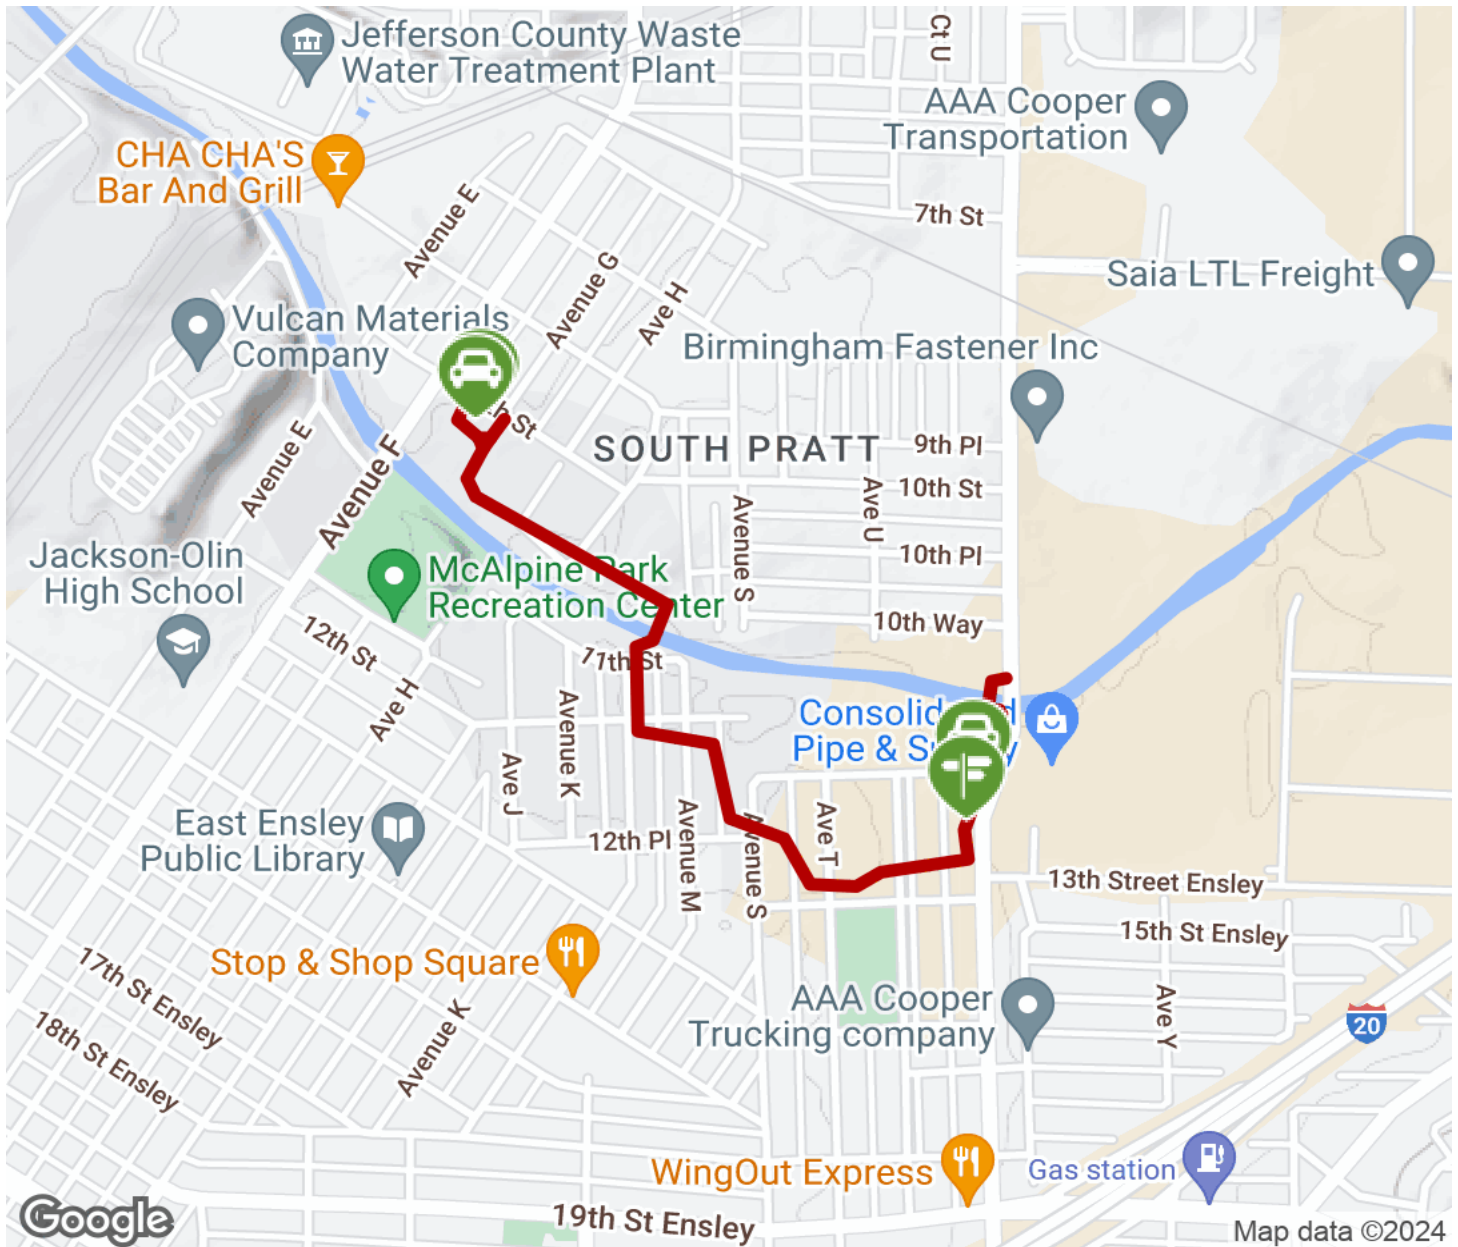 Jefferson County Waste
Water Treatment Plant
Ct U
AAA Cooper
Transportation
CHA CHA'S
Bar And Grill
Avenue E
7th St
Avenue G
Saia LTL Freight
Ave H
Vulcan Materials
Company
Birmingham Fastener Inc
h St
SOUTH PRATT
9th Pl
Avenue E
Avenue F
10th St
Ave U
Avenue S
10th Pl
Jackson-Olin
High School
McAlpine Park
Recreation Center
10th Way
12th St
11th St
Ave H
Avenue K
Consolid d
Pipe & S y
Ave J
East Ensley
Public Library
Avenue M
12th Pl
Avenue S
Ave T
13th Street Ensley
15th St Ensley
Stop & Shop Square
17th St Ensley
18th St Ensley
Avenue K
AAA Cooper
Trucking company
Ave Y
20
WingOut Express
Gas station
19th St Ensley
Google
Map data ©2024